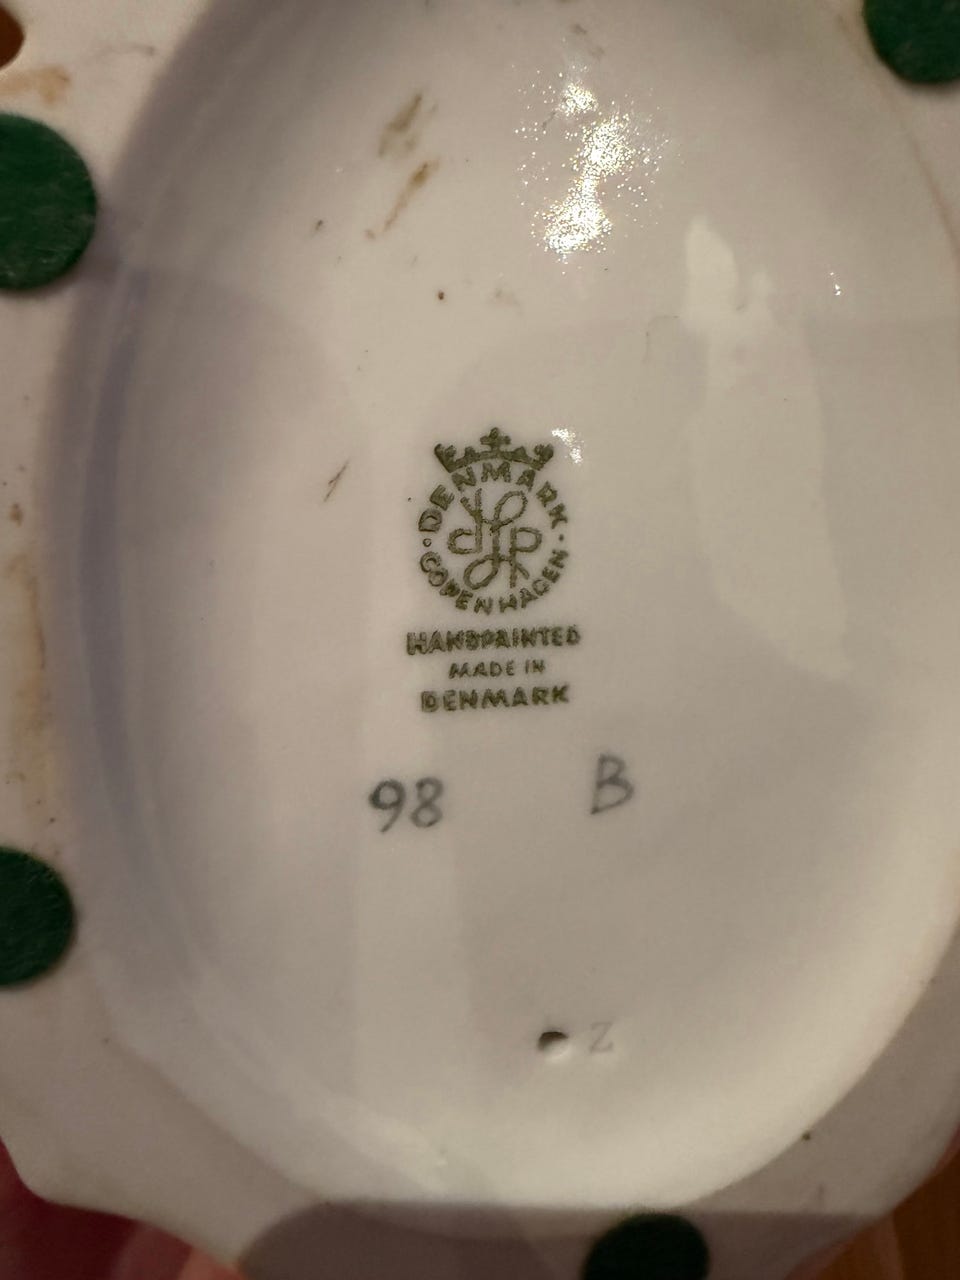 DENMARK
COPENHAGEN
HANDPAINTED
MADE IN
DENMARK
98 B
Z